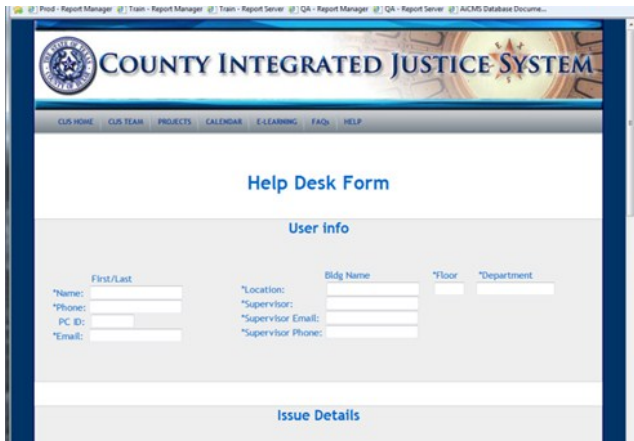 Prod - Report Manager Train - Report Manager Train - Report Server QA - Report Manager QA - Report Server AiCMS Database Docume...
COUNTY INTEGRATED JUSTICE SYSTEM
CIJS HOME CIJS TEAM PROJECTS CALENDAR E-LEARNING FAQs HELP
Help Desk Form
User info
First/Last Bldg Name *Floor *Department
*Name: *Location:
*Phone: *Supervisor:
PC ID: *Supervisor Email:
*Email: *Supervisor Phone:
Issue Details